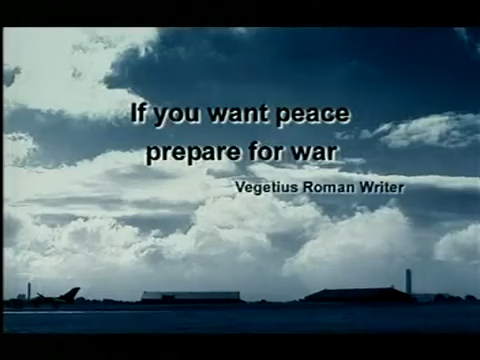 If you want peace
prepare for war
Vegetius Roman Writer